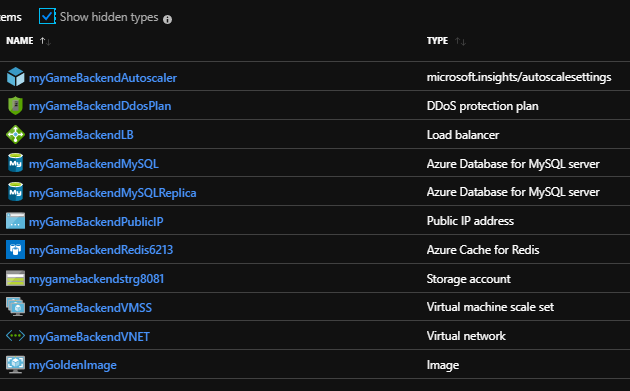 Show hidden types
NAME TYPE
myGameBackendAutoscaler microsoft.insights/autoscalesettings
myGameBackendDdosPlan DDoS protection plan
myGameBackendLB Load balancer
myGameBackendMySQL Azure Database for MySQL server
myGameBackendMySQLReplica Azure Database for MySQL server
myGameBackendPublicIP Public IP address
myGameBackendRedis6213 Azure Cache for Redis
mygamebackendstrg8081 Storage account
myGameBackendVMSS Virtual machine scale set
myGameBackendVNET Virtual network
myGoldenImage Image